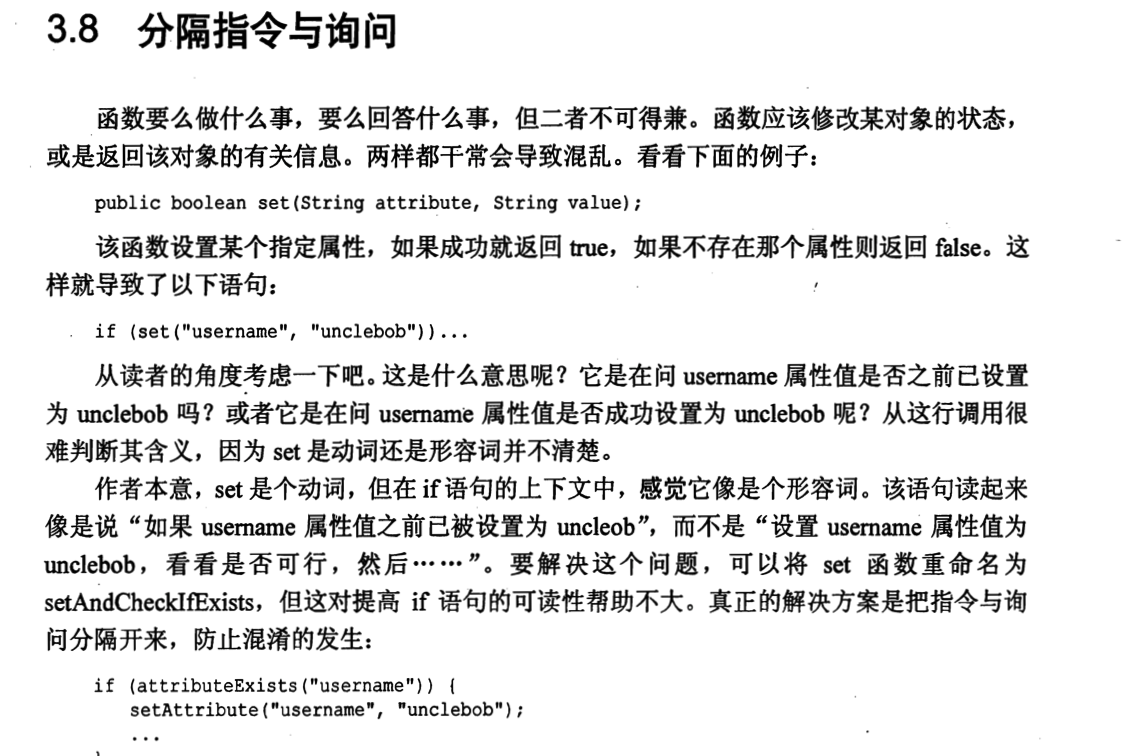 3.8 分隔指令与询问
函数要么做什么事，要么回答什么事，但二者不可得兼。函数应该修改某对象的状态，
或是返回该对象的有关信息。两样都干常会导致混乱。看看下面的例子：
public boolean set(String attribute, String value);
该函数设置某个指定属性，如果成功就返回 true，如果不存在那个属性则返回 false。这
样就导致了以下语句：
if (set("username", "unclebob"))...
从读者的角度考虑一下吧。这是什么意思呢？它是在问 username 属性值是否之前已设置
为 unclebob 吗？或者它是在问 username 属性值是否成功设置为 unclebob 呢？从这行调用很
难判断其含义，因为 set 是动词还是形容词并不清楚。
作者本意，set 是个动词，但在 if 语句的上下文中，感觉它像是个形容词。该语句读起来
像是说“如果 username 属性值之前已被设置为 uncleob”，而不是“设置 username 属性值为
unclebob，看看是否可行，然后……”。要解决这个问题，可以将 set 函数重命名为
setAndCheckIfExists，但这对提高 if 语句的可读性帮助不大。真正的解决方案是把指令与询
问分隔开来，防止混淆的发生：
if (attributeExists("username")) {
setAttribute("username", "unclebob");
...